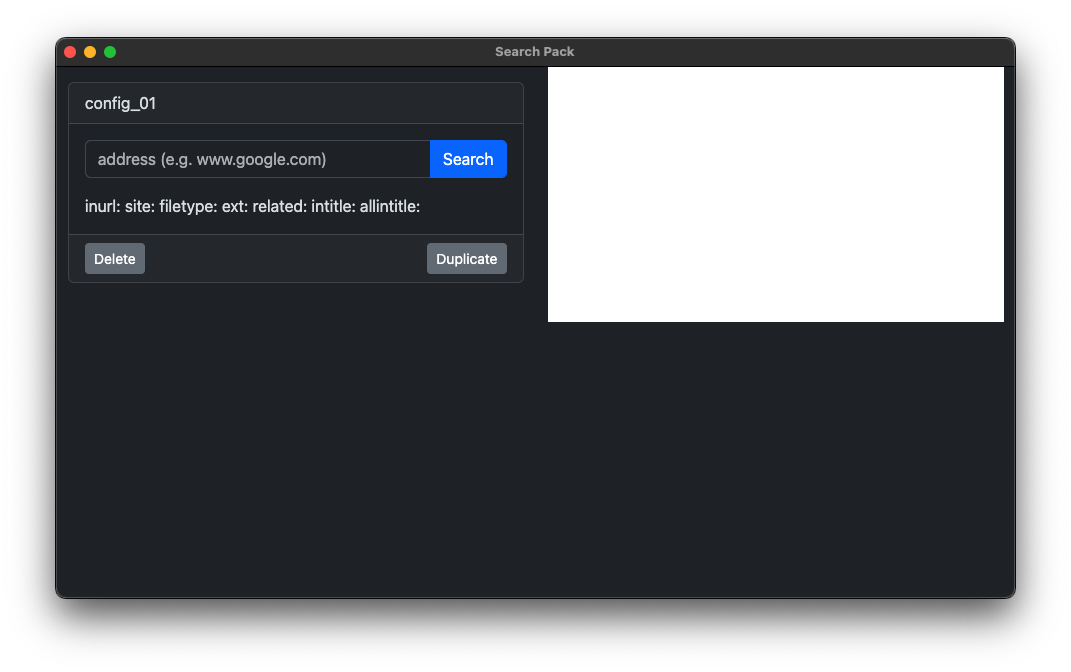 Search Pack
config_01
address (e.g. www.google.com)
Search
inurl: site: filetype: ext: related: intitle: allintitle:
Delete
Duplicate